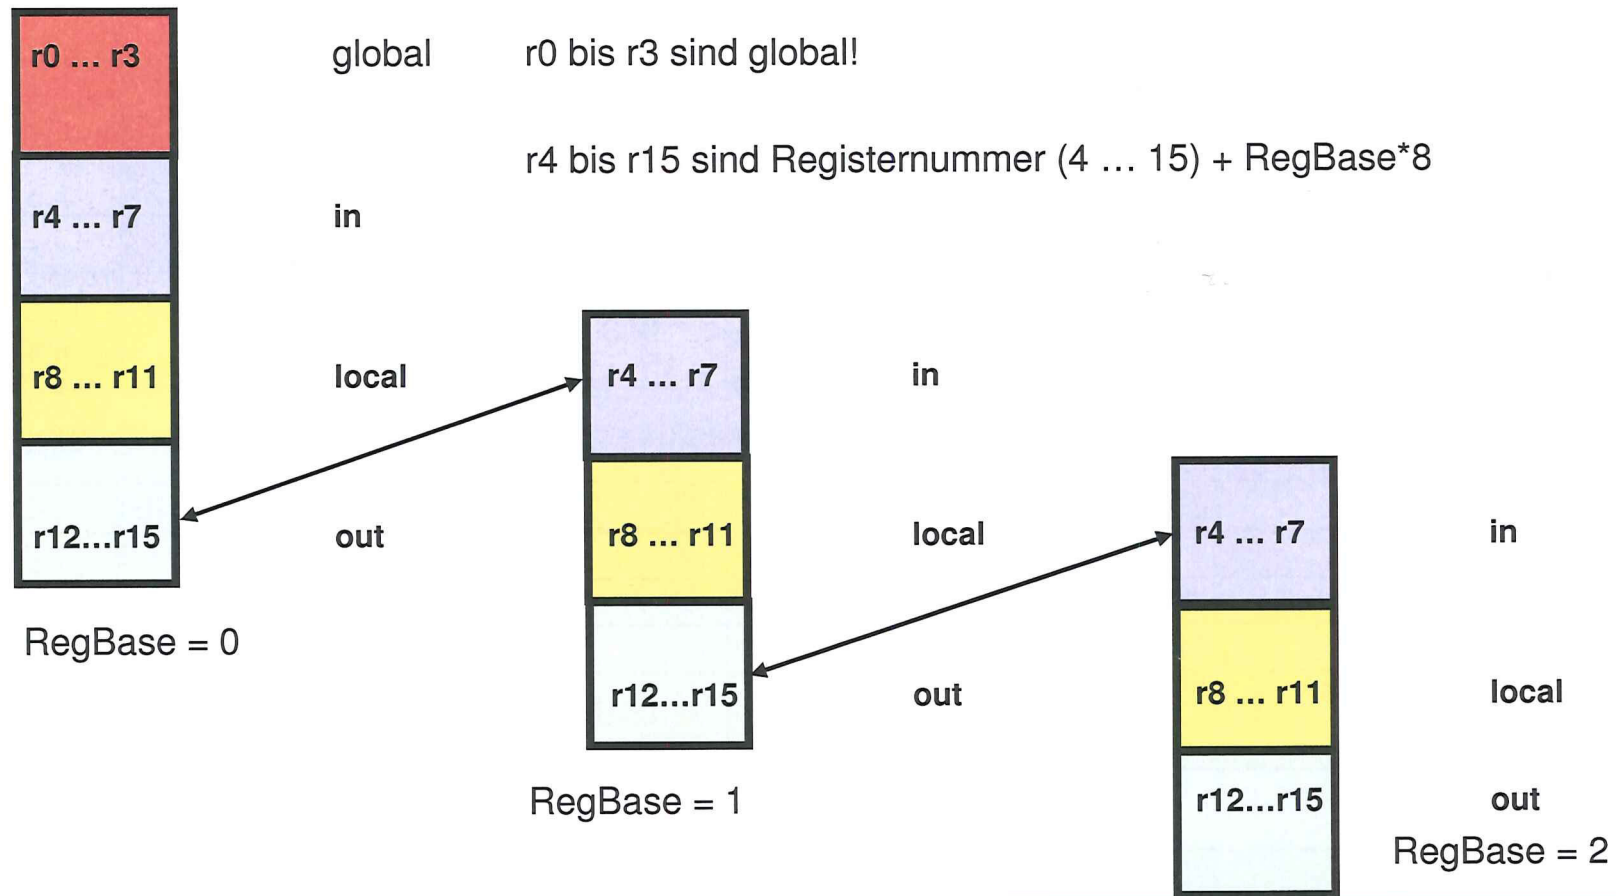 r0 ... r3 global r0 bis r3 sind global!
r4 bis r15 sind Registernummer (4 ... 15) + RegBase*8
r4 ... r7 in
r8 ... r11 local r4 ... r7 in
r12...r15 out r8 ... r11 local r4 ... r7 in
RegBase = 0
r12...r15 out r8 ... r11 local
RegBase = 1 r12...r15 out
RegBase = 2